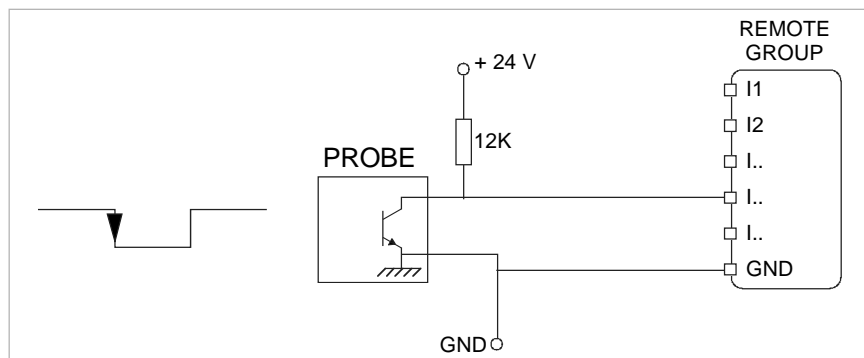 REMOTE
GROUP
+ 24 V
I1
I2
12K
PROBE
I..
I..
I..
GND
GND